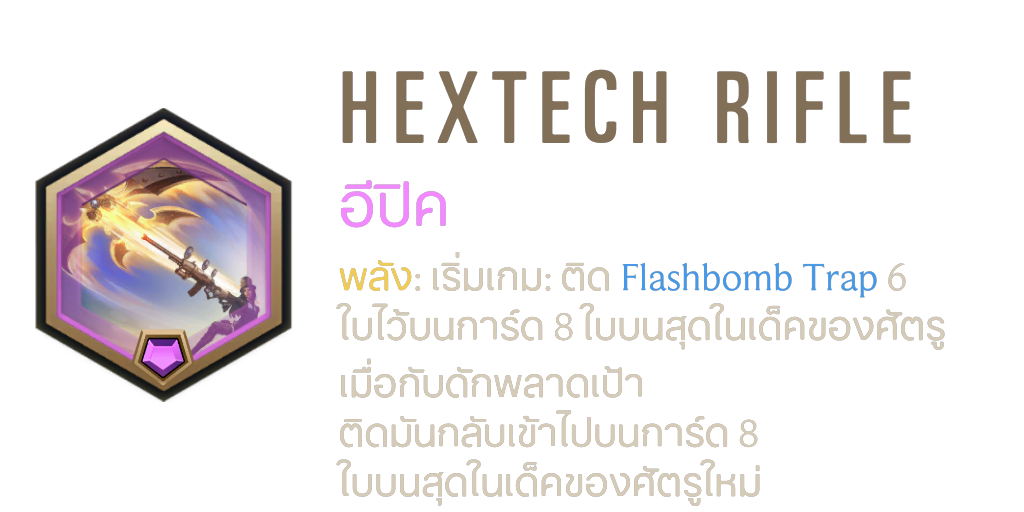 HEXTECH RIFLE
อีปิค
พลัง: เริ่มเกม: ติด Flashbomb Trap 6
ใบไว้บนการ์ด 8 ใบบนสุดในเด็คของศัตรู
เมื่อกับดักพลาดเป้า
ติดมันกลับเข้าไปบนการ์ด 8
ใบบนสุดในเด็คของศัตรูใหม่